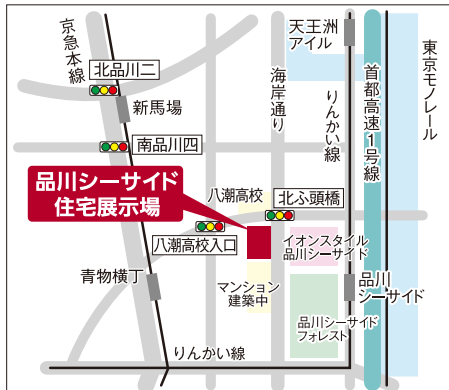 京急本線
北品川二
新馬場
南品川四
品川シーサイド
住宅展示場
八潮高校
北ふ頭橋
八潮高校入口
青物横丁
マンション
建築中
イオンスタイル
品川シーサイド
品川シーサイド
フォレスト
品川
シーサイド
りんかい線
海岸通り
天王洲
アイル
りんかい線
首都高速1号線
東京モノレール